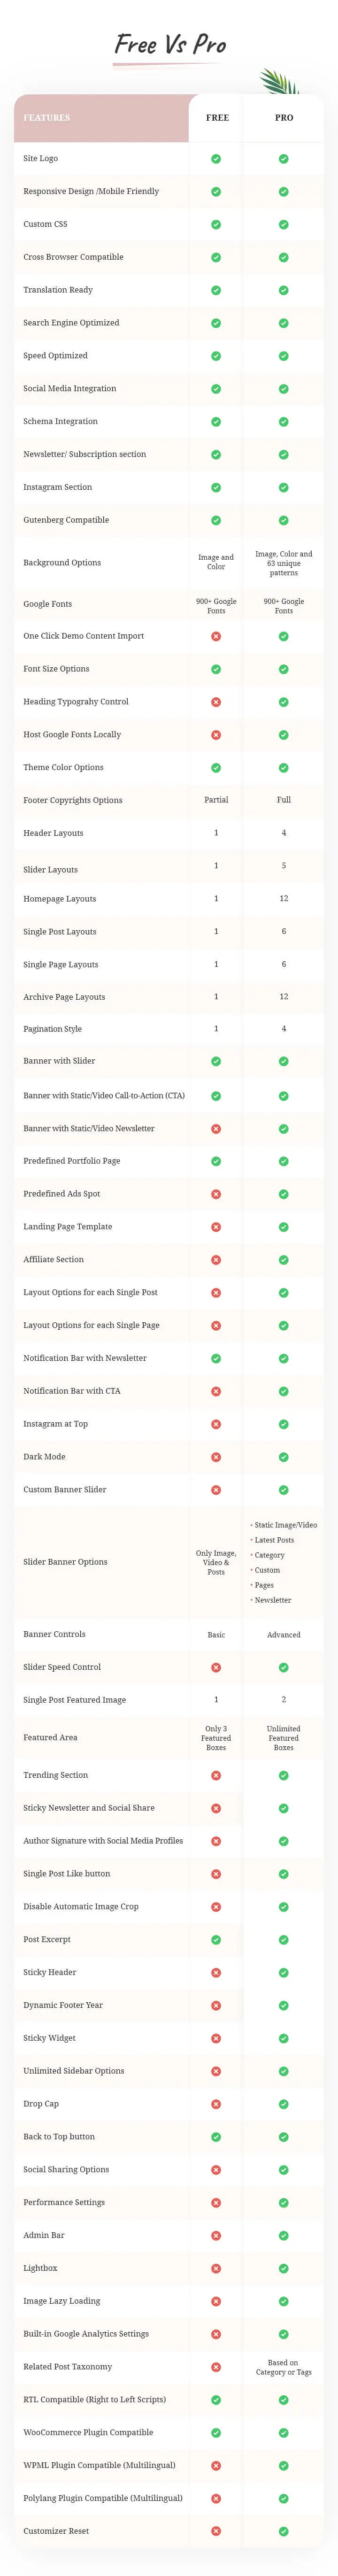 Free Vs Pro
FEATURES FREE PRO
Site Logo
Responsive Design /Mobile Friendly
Custom CSS
Cross Browser Compatible
Translation Ready
Search Engine Optimized
Speed Optimized
Social Media Integration
Schema Integration
Newsletter/ Subscription section
Instagram Section
Gutenberg Compatible
Background Options
Image and
Color
Image, Color and
63 unique
patterns
Google Fonts
900+ Google
Fonts
900+ Google
Fonts
One Click Demo Content Import
Font Size Options
Heading Typograhy Control
Host Google Fonts Locally
Theme Color Options
Footer Copyrights Options Partial Full
Header Layouts 1 4
Slider Layouts 1 5
Homepage Layouts 1 12
Single Post Layouts 1 6
Single Page Layouts 1 6
Archive Page Layouts 1 12
Pagination Style 1 4
Banner with Slider
Banner with Static/Video Call-to-Action (CTA)
Banner with Static/Video Newsletter
Predefined Portfolio Page
Predefined Ads Spot
Landing Page Template
Affiliate Section
Layout Options for each Single Post
Layout Options for each Single Page
Notification Bar with Newsletter
Notification Bar with CTA
Instagram at Top
Dark Mode
Custom Banner Slider
Slider Banner Options
Only Image,
Video &
Posts
• Static Image/Video
• Latest Posts
• Category
• Custom
• Pages
• Newsletter
Banner Controls Basic Advanced
Slider Speed Control
Single Post Featured Image 1 2
Featured Area
Only 3
Featured
Boxes
Unlimited
Featured
Boxes
Trending Section
Sticky Newsletter and Social Share
Author Signature with Social Media Profiles
Single Post Like button
Disable Automatic Image Crop
Post Excerpt
Sticky Header
Dynamic Footer Year
Sticky Widget
Unlimited Sidebar Options
Drop Cap
Back to Top button
Social Sharing Options
Performance Settings
Admin Bar
Lightbox
Image Lazy Loading
Built-in Google Analytics Settings
Related Post Taxonomy
Based on
Category or Tags
RTL Compatible (Right to Left Scripts)
WooCommerce Plugin Compatible
WPML Plugin Compatible (Multilingual)
Polylang Plugin Compatible (Multilingual)
Customizer Reset